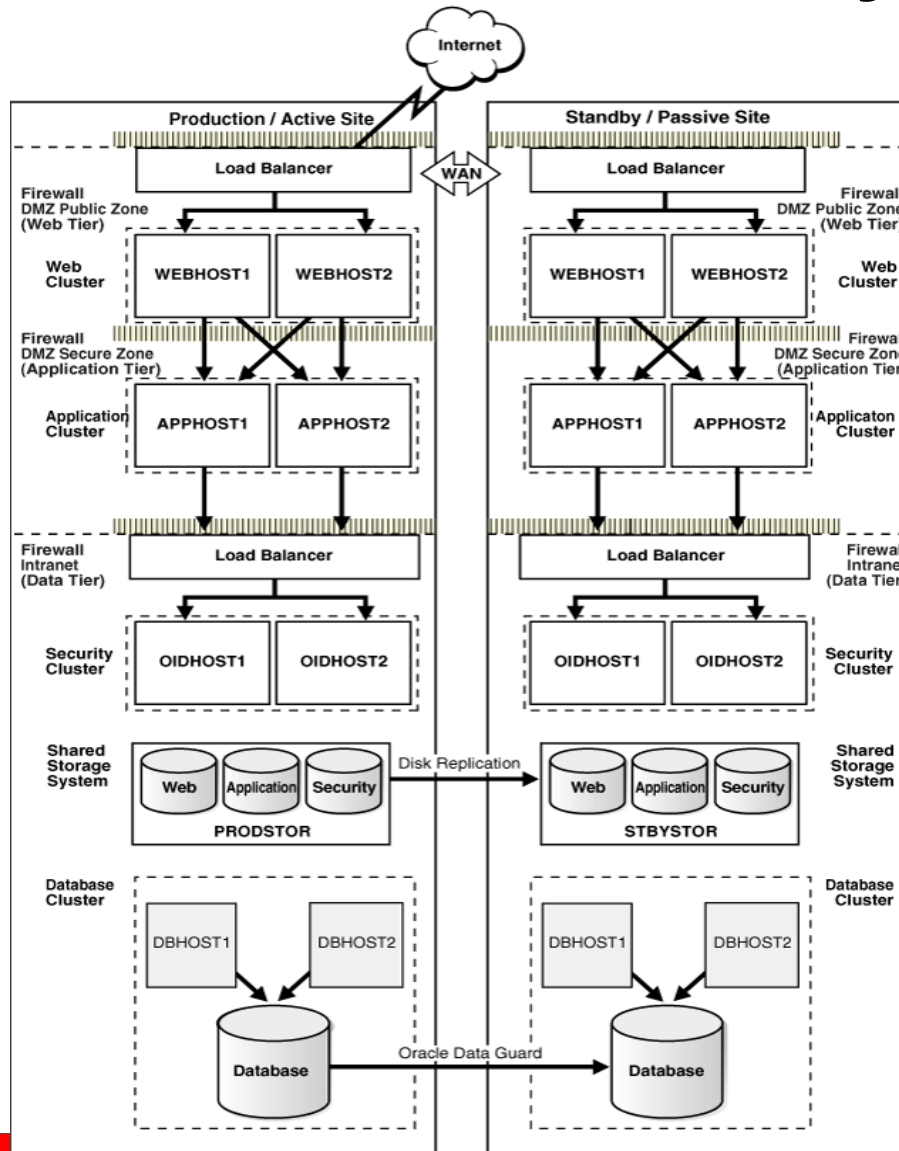 Internet
Production / Active Site
Standby / Passive Site
Load Balancer
WAN
Load Balancer
Firewall
DMZ Public Zone
(Web Tier)
Firewall
DMZ Public Zone
(Web Tier)
Web
Cluster
WEBHOST1
WEBHOST2
WEBHOST1
WEBHOST2
Web
Cluster
Firewall
DMZ Secure Zone
(Application Tier)
Firewall
DMZ Secure Zone
(Application Tier
Application
Cluster
APPHOST1
APPHOST2
APPHOST1
APPHOST2
Applicaton
Cluster
Firewall
Intranet
(Data Tier)
Load Balancer
Load Balancer
Firewall
Intranet
(Data Tier
Security
Cluster
OIDHOST1
OIDHOST2
OIDHOST1
OIDHOST2
Security
Cluster
Shared
Storage
System
Web
Application
Security
PRODSTOR
Disk Replication
Web
Application
Security
STBYSTOR
Shared
Storage
System
Database
Cluster
DBHOST1
DBHOST2
Database
Oracle Data Guard
DBHOST1
DBHOST2
Database
Database
Cluster